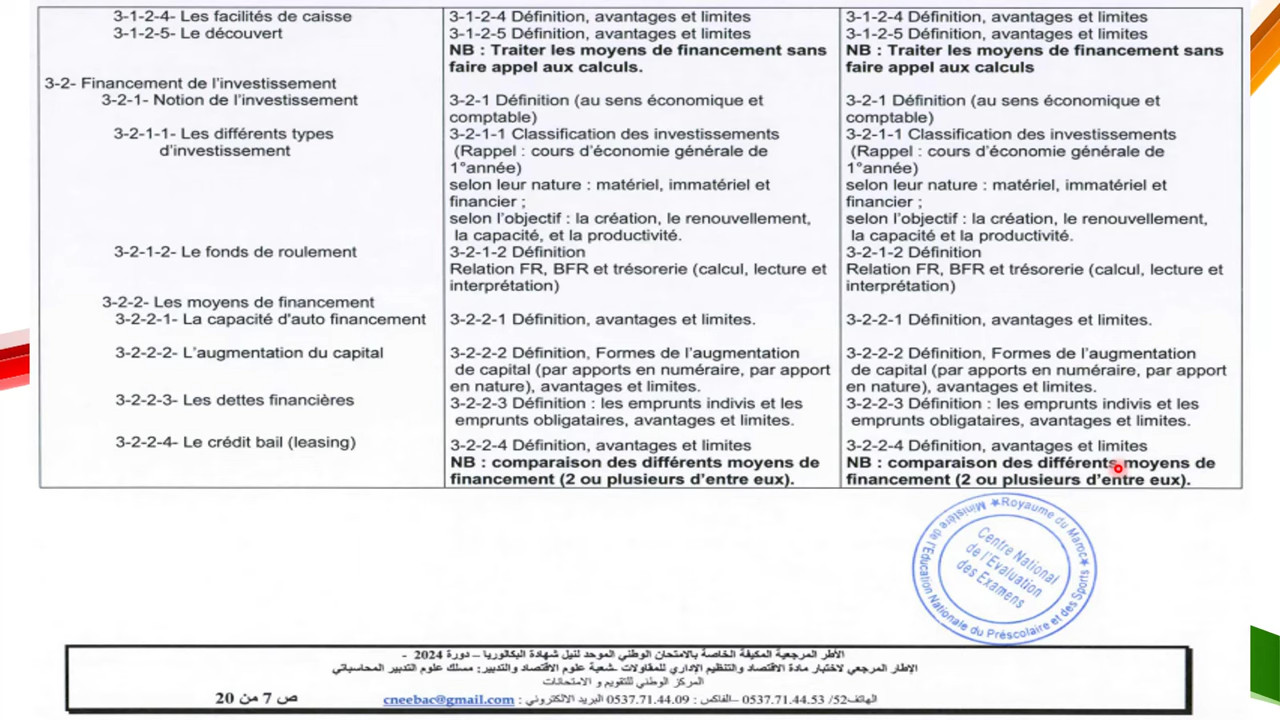 3-1-2-4- Les facilités de caisse
3-1-2-5- Le découvert
3-2- Financement de l'investissement
3-2-1- Notion de l'investissement
3-2-1-1- Les différents types
d'investissement
3-2-1-2- Le fonds de roulement
3-2-2- Les moyens de financement
3-2-2-1- La capacité d'auto financement
3-2-2-2- L'augmentation du capital
3-2-2-3- Les dettes financières
3-2-2-4- Le crédit bail (leasing)
3-1-2-4 Définition, avantages et limites
3-1-2-5 Définition, avantages et limites
NB : Traiter les moyens de financement sans
faire appel aux calculs.
3-2-1 Définition (au sens économique et
comptable)
3-2-1-1 Classification des investissements
(Rappel : cours d'économie générale de
1°année)
selon leur nature : matériel, immatériel et
financier ;
selon l'objectif : la création, le renouvellement,
la capacité, et la productivité.
3-2-1-2 Définition
Relation FR, BFR et trésorerie (calcul, lecture et
interprétation)
3-2-2-1 Définition, avantages et limites.
3-2-2-2 Définition, Formes de l'augmentation
de capital (par apports en numéraire, par apport
en nature), avantages et limites.
3-2-2-3 Définition : les emprunts indivis et les
emprunts obligataires, avantages et limites.
3-2-2-4 Définition, avantages et limites
NB : comparaison des différents moyens de
financement (2 ou plusieurs d'entre eux).
3-1-2-4 Définition, avantages et limites
3-1-2-5 Définition, avantages et limites
NB : Traiter les moyens de financement sans
faire appel aux calculs
3-2-1 Définition (au sens économique et
comptable)
3-2-1-1 Classification des investissements
(Rappel : cours d'économie générale de
1°année)
selon leur nature : matériel, immatériel et
financier ;
selon l'objectif : la création, le renouvellement,
la capacité et la productivité.
3-2-1-2 Définition
Relation FR, BFR et trésorerie (calcul, lecture et
interprétation)
3-2-2-1 Définition, avantages et limites.
3-2-2-2 Définition, Formes de l'augmentation
de capital (par apports en numéraire, par apport
en nature), avantages et limites.
3-2-2-3 Définition : les emprunts indivis et les
emprunts obligataires, avantages et limites.
3-2-2-4 Définition, avantages et limites
NB : comparaison des différents moyens de
financement (2 ou plusieurs d'entre eux).
Royaume du Maroc
Ministère de l'Education Nationale du Préscolaire et des Sports
Centre National
de l'Evaluation
des Examens
الأطر المرجعية المكيفة الخاصة بالامتحان الوطني الموحد لنيل شهادة البكالوريا – دورة 2024 -
الإطار المرجعي لاختبار مادة الاقتصاد والتنظيم الإداري للمقاولات -شعبة علوم الاقتصاد والتدبير: مسلك علوم التدبير المحاسباتي
المركز الوطني للتقويم و الامتحانات
الهاتف52/ 0537.71.44.53 –الفاكس : 0537.71.44.09 البريد الالكتروني : cneebac@gmail.com
ص 7 من 20